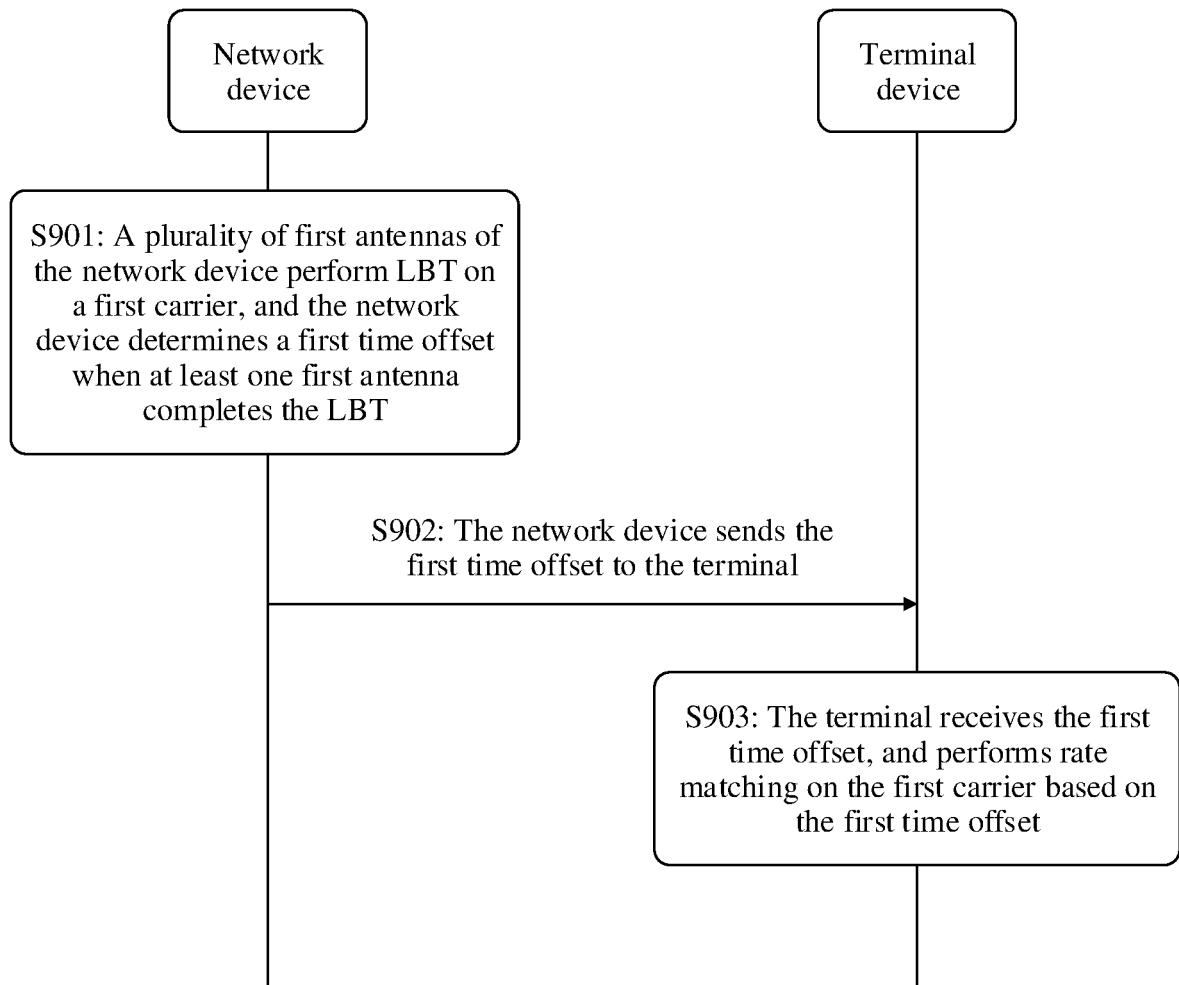 Network
device
Terminal
device
S901: A plurality of first antennas of
the network device perform LBT on
a first carrier, and the network
device determines a first time offset
when at least one first antenna
completes the LBT
S902: The network device sends the
first time offset to the terminal
S903: The terminal receives the first
time offset, and performs rate
matching on the first carrier based on
the first time offset